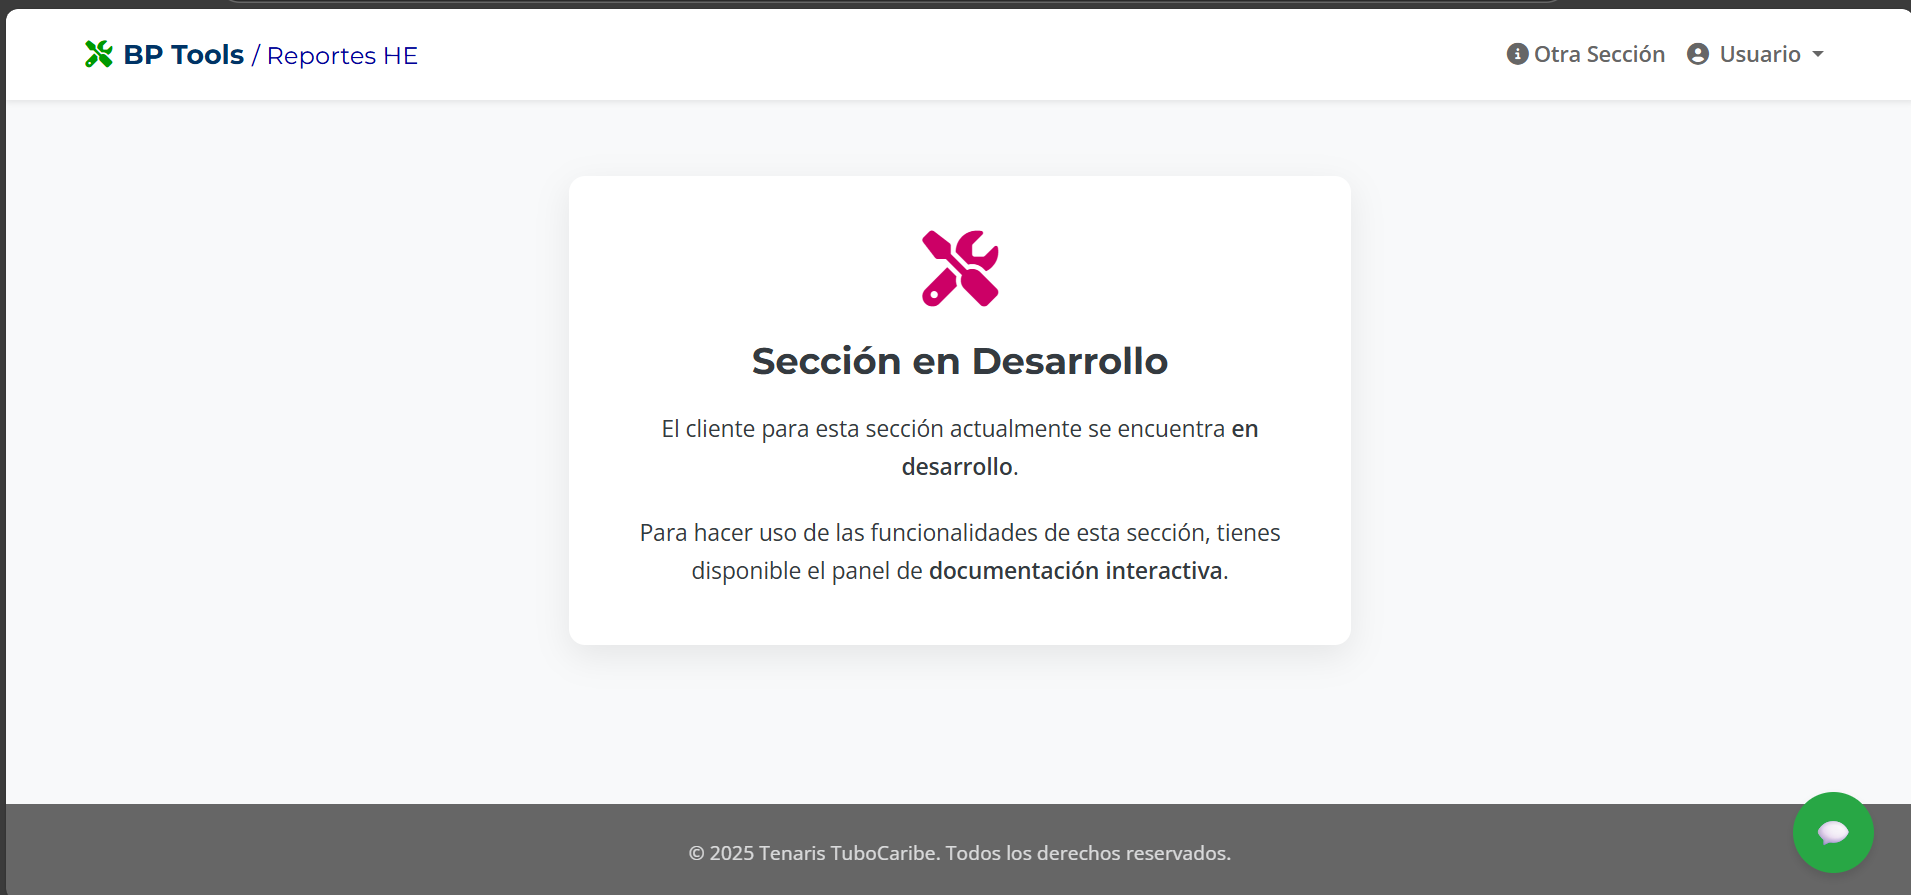 BP Tools / Reportes HE
Otra Sección
Usuario
Sección en Desarrollo
El cliente para esta sección actualmente se encuentra en
desarrollo.
Para hacer uso de las funcionalidades de esta sección, tienes
disponible el panel de documentación interactiva.
© 2025 Tenaris TuboCaribe. Todos los derechos reservados.